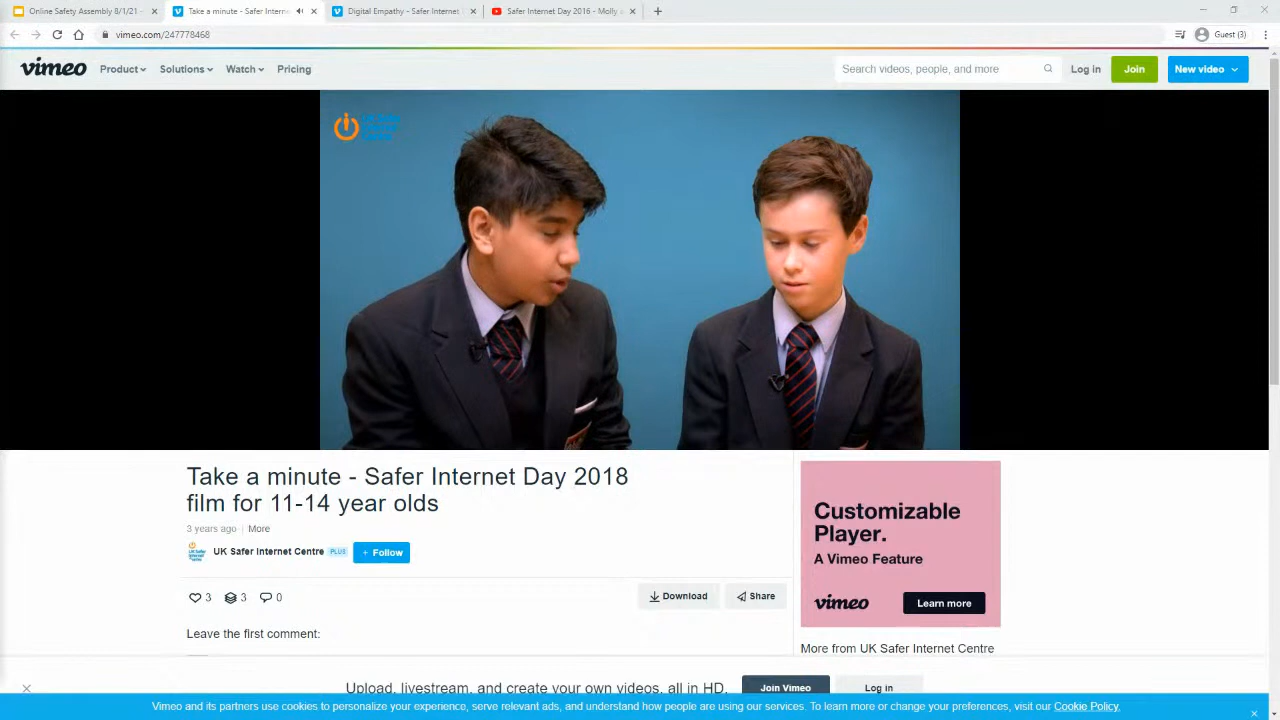 Online Safety Assembly 8/1/21 -
Take a minute - Safer Intern
Digital Empathy - Safer Internet
Safer Internet Day 2016 - Molly a
vimeo.com/247778468
Guest (3)
vimeo
Product
Solutions
Watch
Pricing
Search videos, people, and more
Log in
Join
New video
Take a minute - Safer Internet Day 2018
film for 11-14 year olds
3 years ago | More
UK Safer Internet Centre PLUS + Follow
3 3 0
Download
Share
Leave the first comment:
Customizable
Player.
A Vimeo Feature
vimeo
Learn more
More from UK Safer Internet Centre
Upload, livestream, and create your own videos, all in HD.
Join Vimeo
Log in
Vimeo and its partners use cookies to personalize your experience, serve relevant ads, and understand how people are using our services. To learn more or change your preferences, visit our Cookie Policy.